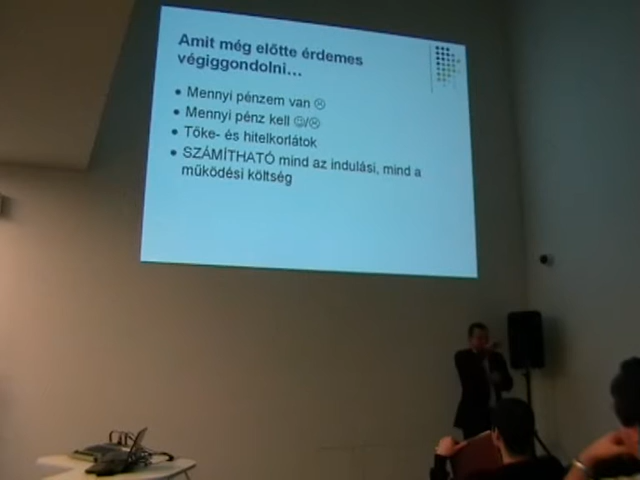 Amit még előtte érdemes
végiggondolni…
• Mennyi pénzem van ☹
• Mennyi pénz kell ☺/☹
• Tőke- és hitelkorlátok
• SZÁMÍTHATÓ mind az indulási, mind a
működési költség